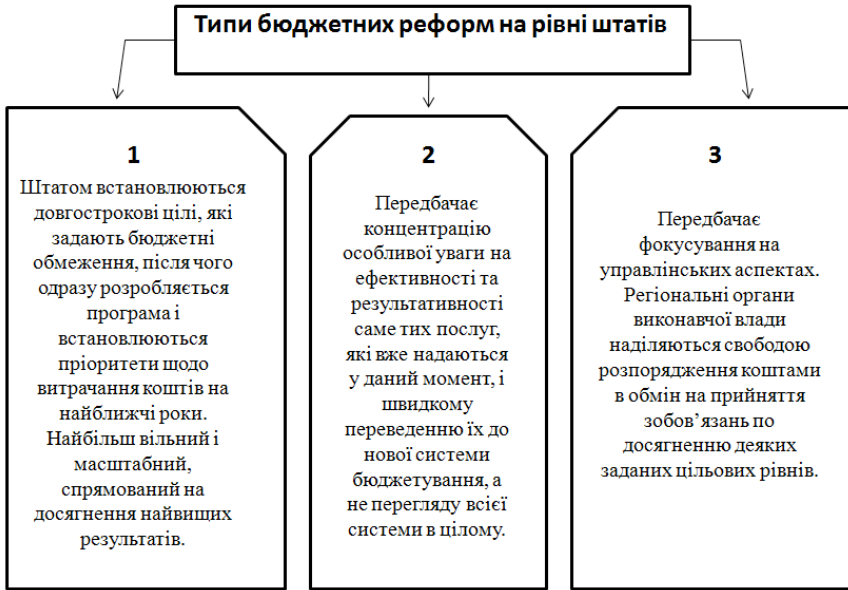 Типи бюджетних реформ на рівні штатів
1
Штатом встановлюються
довгострокові цілі, які
задають бюджетні
обмеження, після чого
одразу розробляється
програма і
встановлюються
пріоритети щодо
витрачання коштів на
найближчі роки.
Найбільш вільний і
масштабний,
спрямований на
досягнення найвищих
результатів.
2
Передбачає
концентрацію
особливої уваги на
ефективності та
результативності
саме тих послуг,
які вже надаються
у даний момент, і
швидкому
переведенню їх до
нової системи
бюджетування, а
не перегляду всієї
системи в цілому.
3
Передбачає
фокусування на
управлінських аспектах.
Регіональні органи
виконавчої влади
наділяються свободою
розпорядження коштами
в обмін на прийняття
зобов’язань по
досягненню деяких
заданих цільових рівнів.